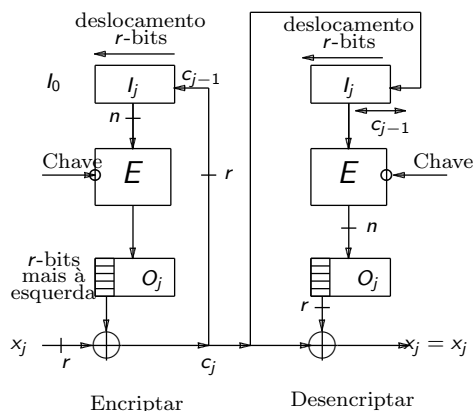 deslocamento
r-bits
I0
Ij
cj−1
n
Chave
E
r
r-bits
mais à
esquerda
Oj
xj
r
cj
Encriptar
deslocamento
r-bits
Ij
cj−1
E
Chave
n
Oj
r
xj = xj
Desencriptar